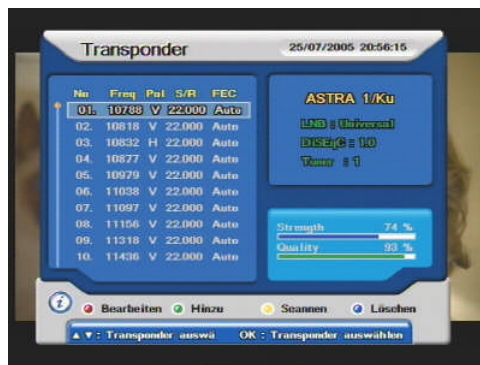 Transponder
25/07/2005 20:56:15
No Freq Pol S/R FEC
01. 10788 V 22.000 Auto
02. 10818 V 22.000 Auto
03. 10832 H 22.000 Auto
04. 10877 V 22.000 Auto
05. 10979 V 22.000 Auto
06. 11038 V 22.000 Auto
07. 11097 V 22.000 Auto
08. 11156 V 22.000 Auto
09. 11318 V 22.000 Auto
10. 11436 V 22.000 Auto
ASTRA 1/Ku
LNB : Universal
DiSEqC : 1.0
Tuner : 1
Strength 74 %
Quality 93 %
i Bearbeiten Hinzu Scannen Löschen
▲ ▼ : Transponder auswä OK : Transponder auswählen